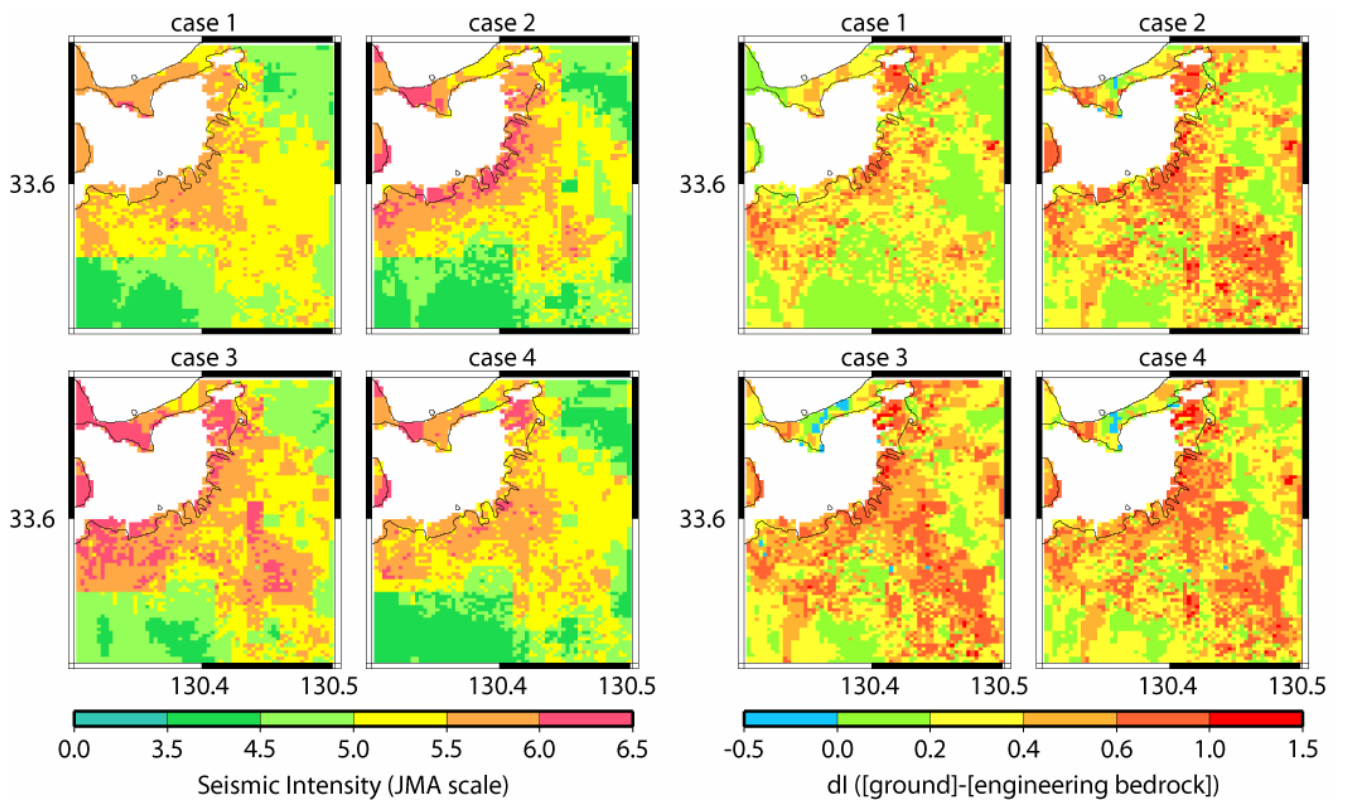 case 1
case 2
case 1
case 2
33.6
33.6
case 3
case 4
case 3
case 4
33.6
33.6
130.4
130.5
130.4
130.5
130.4
130.5
130.4
130.5
0.0
3.5
4.5
5.0
5.5
6.0
6.5
-0.5
0.0
0.2
0.4
0.6
1.0
1.5
Seismic Intensity (JMA scale)
dI ([ground]-[engineering bedrock])